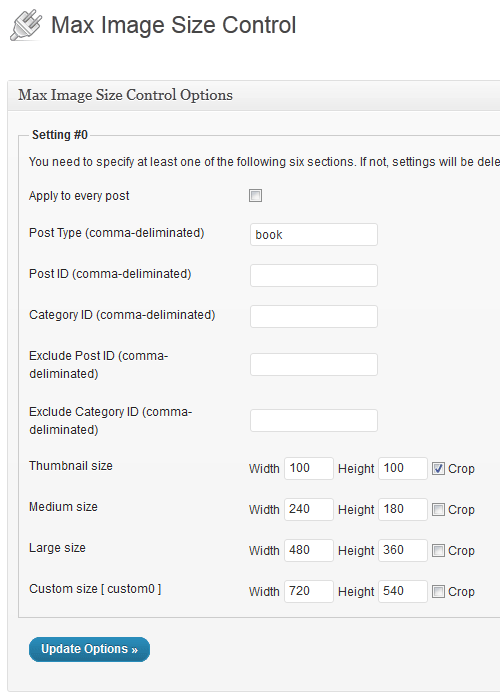 Max Image Size Control
Max Image Size Control Options
Setting #0
You need to specify at least one of the following six sections. If not, settings will be dele
Apply to every post
Post Type (comma-deliminated) book
Post ID (comma-deliminated)
Category ID (comma-deliminated)
Exclude Post ID (comma-
deliminated)
Exclude Category ID (comma-
deliminated)
Thumbnail size Width 100 Height 100 Crop
Medium size Width 240 Height 180 Crop
Large size Width 480 Height 360 Crop
Custom size [ custom0 ] Width 720 Height 540 Crop
Update Options »